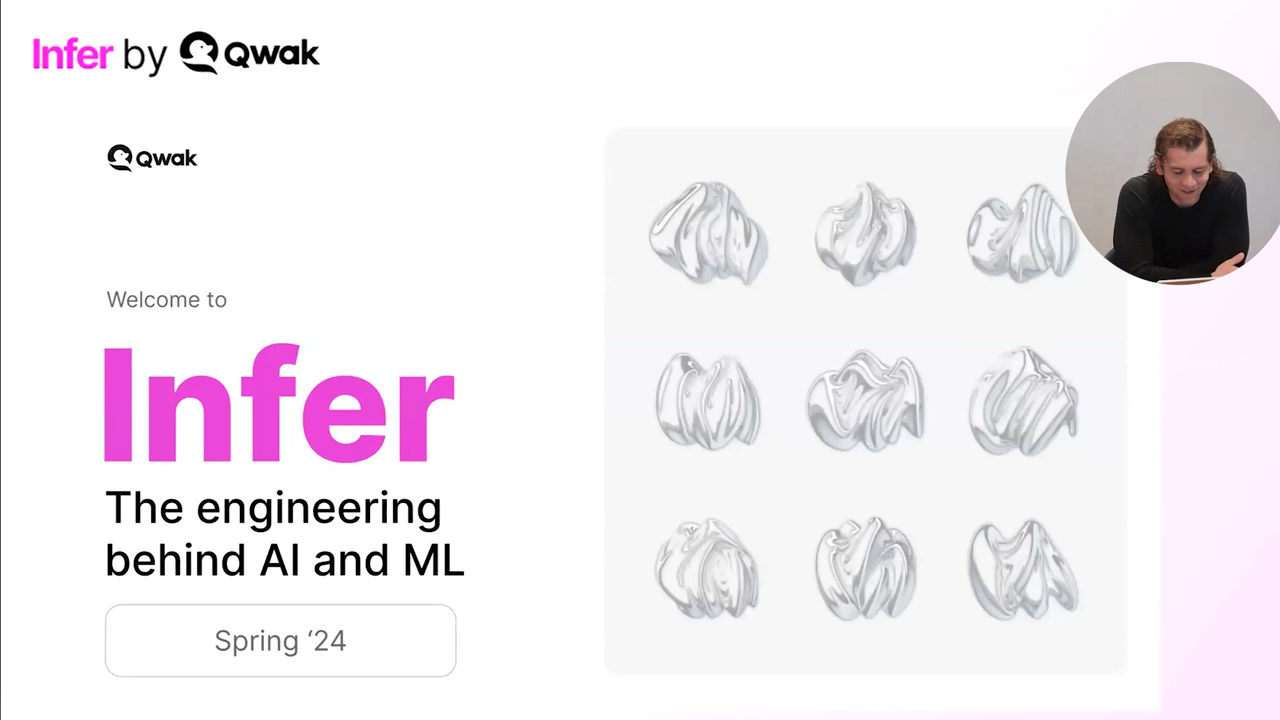 Infer by Qwak
Qwak
Welcome to
Infer
The engineering
behind AI and ML
Spring ‘24